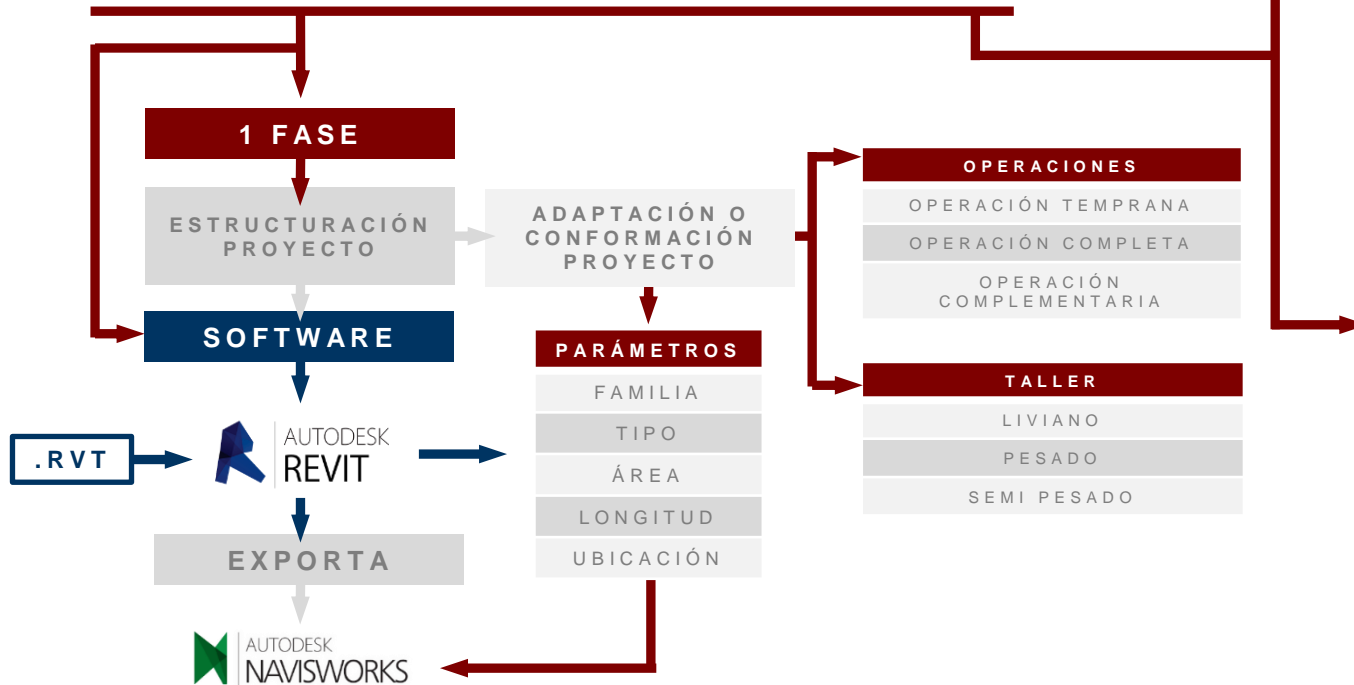 1 FASE
ESTRUCTURACIÓN
PROYECTO
ADAPTACIÓN O
CONFORMACIÓN
PROYECTO
OPERACIONES
OPERACIÓN TEMPRANA
OPERACIÓN COMPLETA
OPERACIÓN
COMPLEMENTARIA
SOFTWARE
PARÁMETROS
FAMILIA
TIPO
ÁREA
LONGITUD
UBICACIÓN
TALLER
LIVIANO
PESADO
SEMI PESADO
.RVT
AUTODESK
REVIT
EXPORTA
AUTODESK
NAVISWORKS